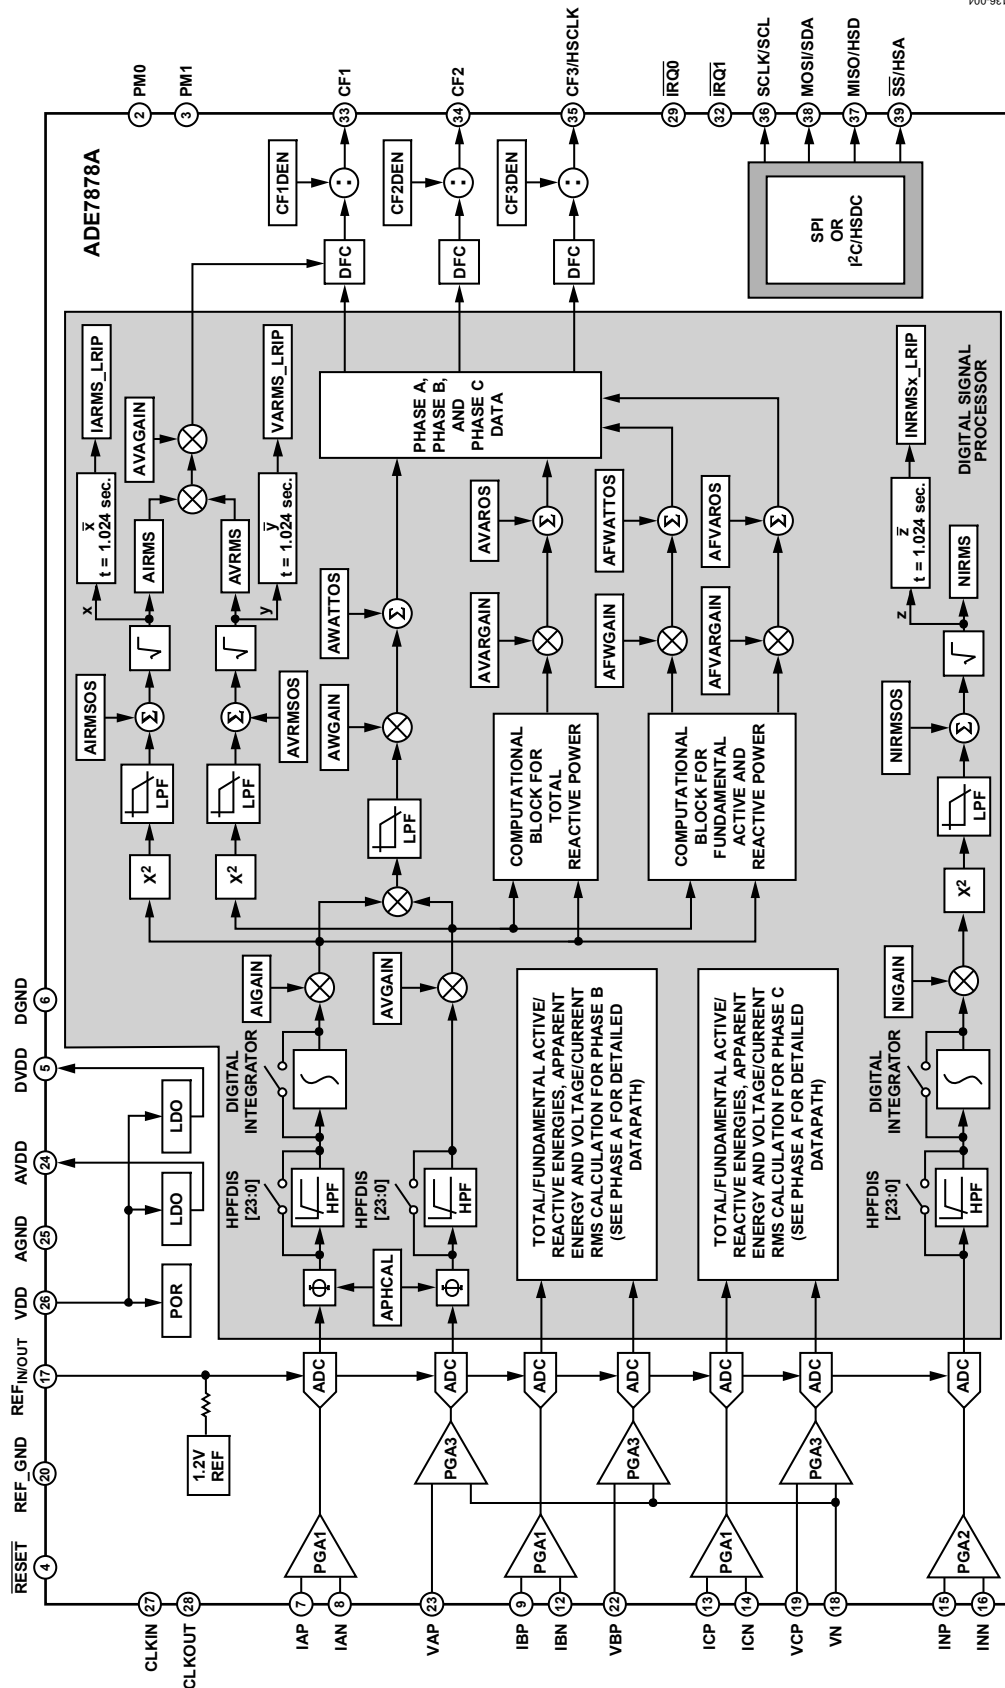 RESET
4
REF_GND
20
REFIN/OUT
17
VDD
26
AGND
25
AVDD
24
DVDD
5
DGND
6
ADE7878A
1.2V
REF
POR
LDO
LDO
CLKIN
27
CLKOUT
28
IAP
7
IAN
8
VAP
23
IBP
9
IBN
12
VBP
22
ICP
13
ICN
14
VCP
19
VN
18
INP
15
INN
16
PGA1
PGA3
PGA1
PGA3
PGA1
PGA3
PGA2
ADC
ADC
ADC
ADC
ADC
ADC
ADC
Φ
APHCAL
Φ
HPFDIS
[23:0]
HPF
DIGITAL
INTEGRATOR
∫
AIGAIN
HPFDIS
[23:0]
HPF
AVGAIN
TOTAL/FUNDAMENTAL ACTIVE/
REACTIVE ENERGIES, APPARENT
ENERGY AND VOLTAGE/CURRENT
RMS CALCULATION FOR PHASE B
(SEE PHASE A FOR DETAILED
DATAPATH)
TOTAL/FUNDAMENTAL ACTIVE/
REACTIVE ENERGIES, APPARENT
ENERGY AND VOLTAGE/CURRENT
RMS CALCULATION FOR PHASE C
(SEE PHASE A FOR DETAILED
DATAPATH)
HPFDIS
[23:0]
HPF
DIGITAL
INTEGRATOR
∫
NIGAIN
X²
LPF
AIRMSOS
Σ
√
x
x̅
t = 1.024 sec.
IARMS_LRIP
AIRMS
AVAGAIN
X²
LPF
Σ
AVRMSOS
√
AVRMS
y
y̅
t = 1.024 sec.
VARMS_LRIP
LPF
AWGAIN
AWATTOS
Σ
COMPUTATIONAL
BLOCK FOR
TOTAL
REACTIVE POWER
AVARGAIN
AVAROS
Σ
COMPUTATIONAL
BLOCK FOR
FUNDAMENTAL
ACTIVE AND
REACTIVE POWER
AFWGAIN
AFWATTOS
Σ
AFVARGAIN
AFVAROS
Σ
PHASE A,
PHASE B,
AND
PHASE C
DATA
X²
LPF
NIRMSOS
Σ
√
z
z̅
t = 1.024 sec.
INRMSx_LRIP
NIRMS
DIGITAL SIGNAL
PROCESSOR
DFC
CF1DEN
:
DFC
CF2DEN
:
DFC
CF3DEN
:
SPI
OR
I²C/HSDC
2
PM0
3
PM1
33
CF1
34
CF2
35
CF3/HSCLK
29
IRQ0
32
IRQ1
36
SCLK/SCL
38
MOSI/SDA
37
MISO/HSD
39
SS/HSA